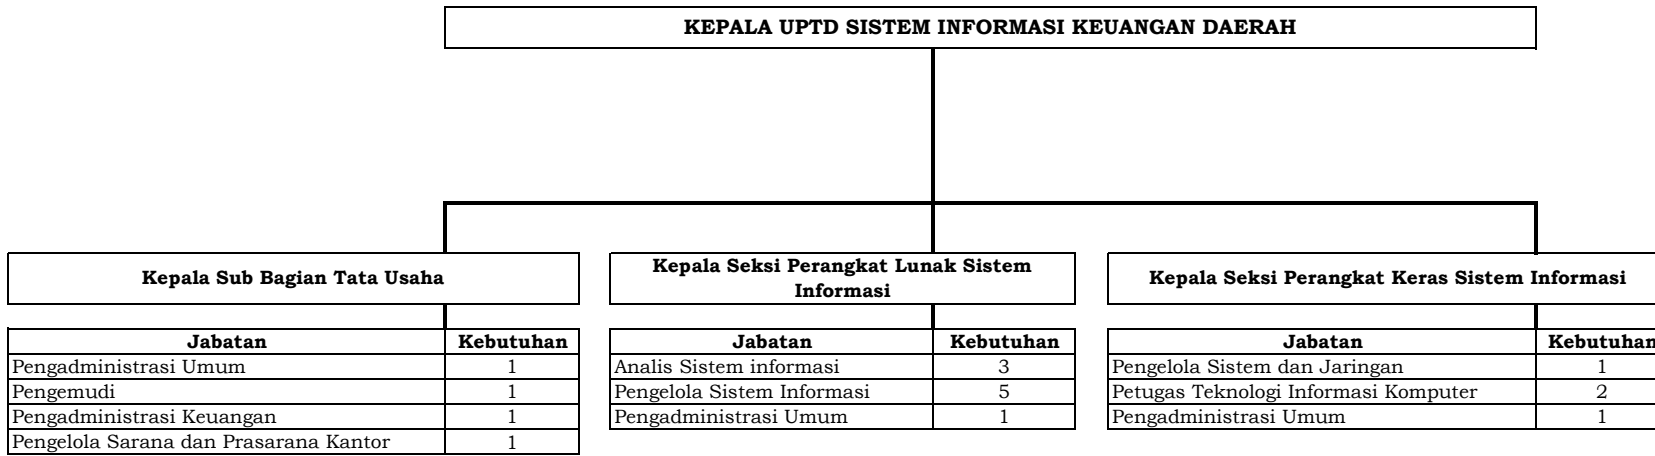 KEPALA UPTD SISTEM INFORMASI KEUANGAN DAERAH
Kepala Sub Bagian Tata Usaha
Jabatan Kebutuhan
Pengadministrasi Umum 1
Pengemudi 1
Pengadministrasi Keuangan 1
Pengelola Sarana dan Prasarana Kantor 1
Kepala Seksi Perangkat Lunak Sistem
Informasi
Jabatan Kebutuhan
Analis Sistem informasi 3
Pengelola Sistem Informasi 5
Pengadministrasi Umum 1
Kepala Seksi Perangkat Keras Sistem Informasi
Jabatan Kebutuhan
Pengelola Sistem dan Jaringan 1
Petugas Teknologi Informasi Komputer 2
Pengadministrasi Umum 1